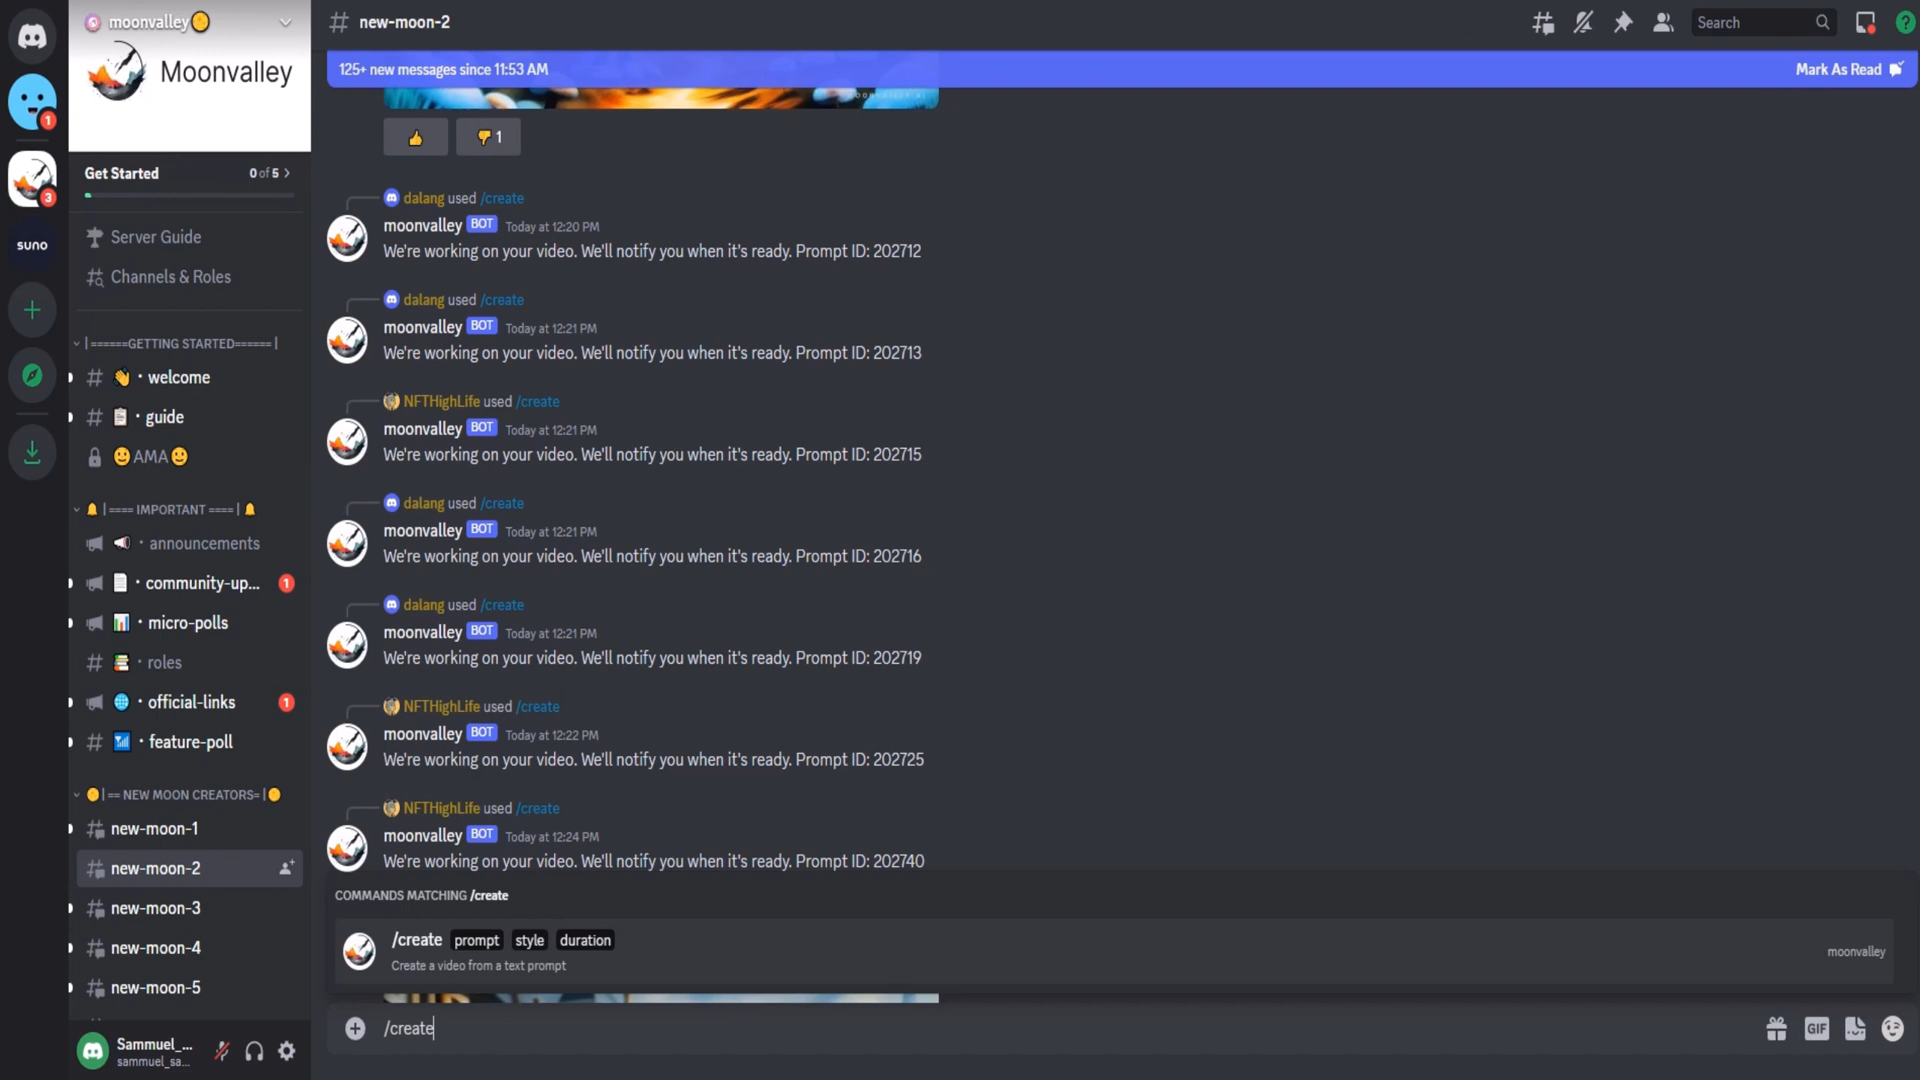 moonvalley
Moonvalley
Get Started
0 of 5
Server Guide
Channels & Roles
|======GETTING STARTED======|
welcome
guide
AMA
|==== IMPORTANT ====|
announcements
community-up...
1
micro-polls
roles
official-links
1
feature-poll
|== NEW MOON CREATORS=|
new-moon-1
new-moon-2
new-moon-3
new-moon-4
new-moon-5
Sammuel_...
sammuel_sa...
1
3
suno
new-moon-2
Search
125+ new messages since 11:53 AM
Mark As Read
1
dalang used /create
moonvalley BOT Today at 12:20 PM
We're working on your video. We'll notify you when it's ready. Prompt ID: 202712
dalang used /create
moonvalley BOT Today at 12:21 PM
We're working on your video. We'll notify you when it's ready. Prompt ID: 202713
NFTHighLife used /create
moonvalley BOT Today at 12:21 PM
We're working on your video. We'll notify you when it's ready. Prompt ID: 202715
dalang used /create
moonvalley BOT Today at 12:21 PM
We're working on your video. We'll notify you when it's ready. Prompt ID: 202716
dalang used /create
moonvalley BOT Today at 12:21 PM
We're working on your video. We'll notify you when it's ready. Prompt ID: 202719
NFTHighLife used /create
moonvalley BOT Today at 12:22 PM
We're working on your video. We'll notify you when it's ready. Prompt ID: 202725
NFTHighLife used /create
moonvalley BOT Today at 12:24 PM
We're working on your video. We'll notify you when it's ready. Prompt ID: 202740
COMMANDS MATCHING /create
/create prompt style duration
Create a video from a text prompt
moonvalley
/create
GIF